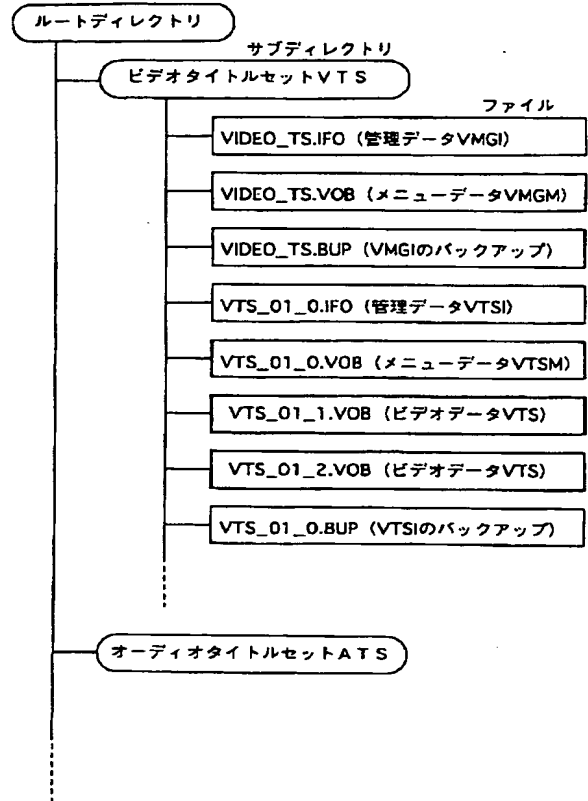 ルートディレクトリ
サブディレクトリ
ビデオタイトルセットVTS
ファイル
VIDEO_TS.IFO (管理データVMGI)
VIDEO_TS.VOB (メニューデータVMGM)
VIDEO_TS.BUP (VMGIのバックアップ)
VTS_01_0.IFO (管理データVTSI)
VTS_01_0.VOB (メニューデータVTSM)
VTS_01_1.VOB (ビデオデータVTS)
VTS_01_2.VOB (ビデオデータVTS)
VTS_01_0.BUP (VTSIのバックアップ)
オーディオタイトルセットATS